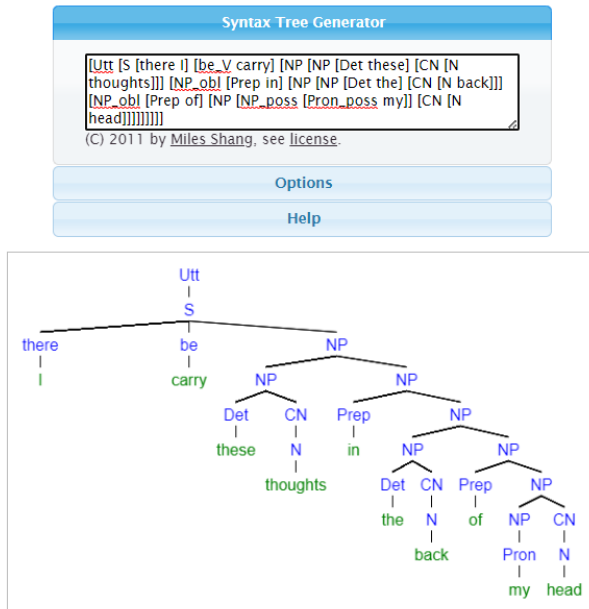 Syntax Tree Generator
[Utt [S [there I] [be_V carry] [NP [NP [Det these] [CN [N
thoughts]]] [NP_obl [Prep in] [NP [NP [Det the] [CN [N back]]]
[NP_obl [Prep of] [NP [NP_poss [Pron_poss my]] [CN [N
head]]]]]]]]]
(C) 2011 by Miles Shang, see license.
Options
Help
Utt
S
there be NP
I carry NP NP
Det CN Prep NP
these N in NP NP
thoughts Det CN Prep NP
the N of NP CN
back Pron N
my head